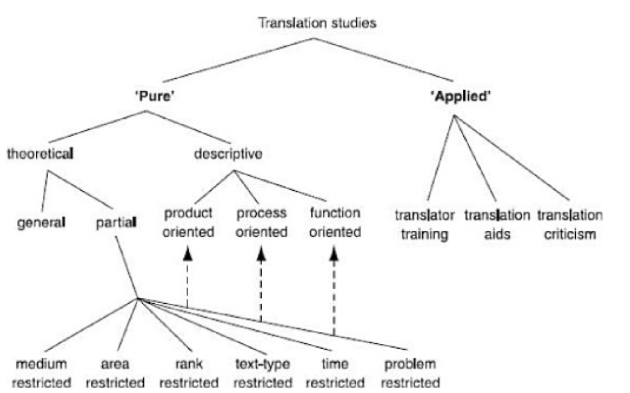 Translation studies
'Pure'
'Applied'
theoretical
descriptive
general
partial
product
oriented
process
oriented
function
oriented
translator
training
translation
aids
translation
criticism
medium
restricted
area
restricted
rank
restricted
text-type
restricted
time
restricted
problem
restricted